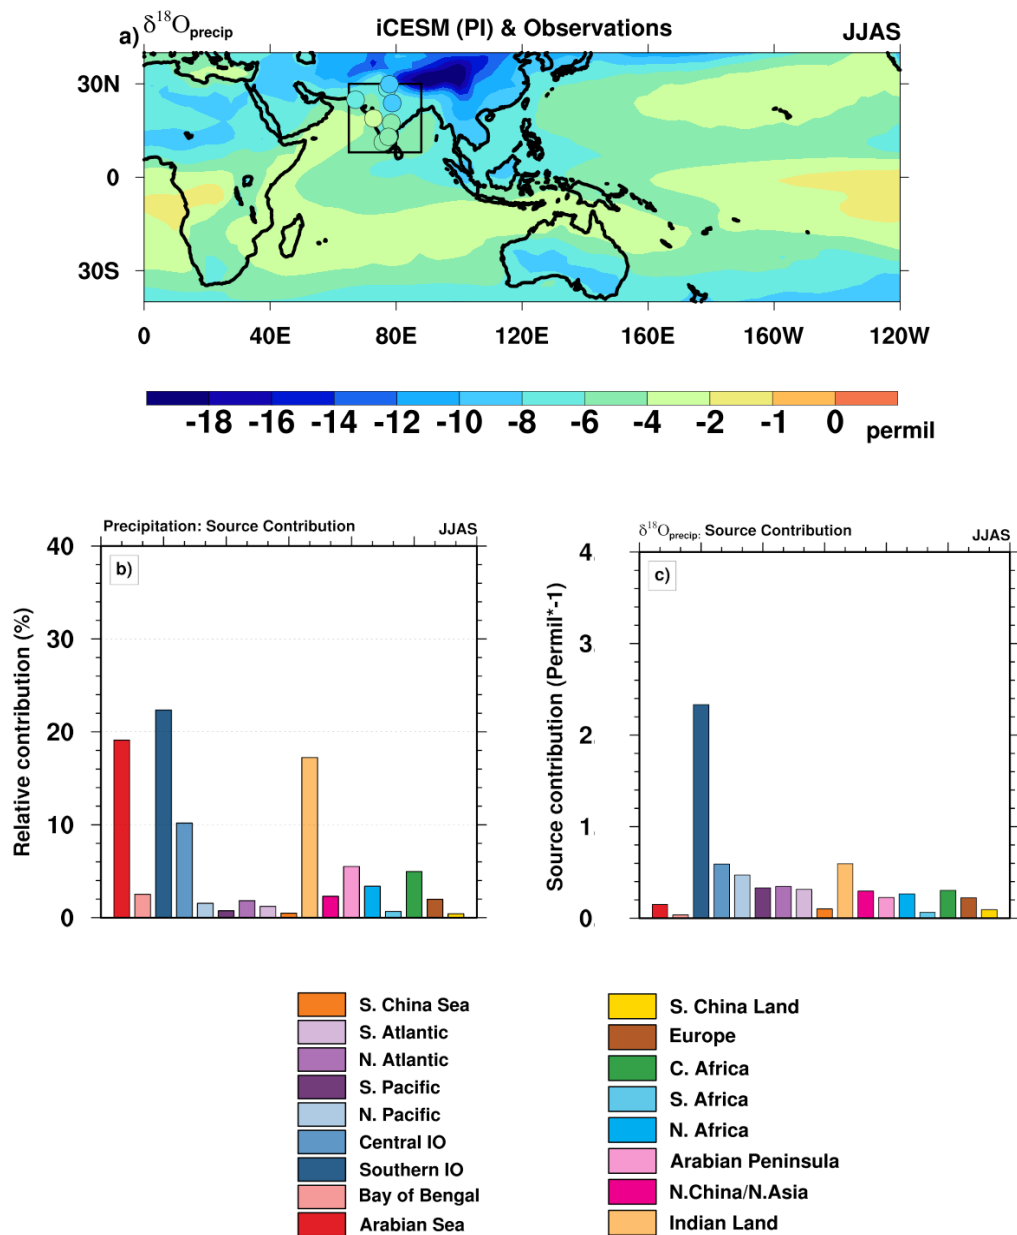 a) δ18Oprecip iCESM (PI) & Observations JJAS
30N
0
30S
0 40E 80E 120E 160W 120W
-18 -16 -14 -12 -10 -8 -6 -4 -2 -1 0 permil
Precipitation: Source Contribution JJAS
b)
Relative contribution (%)
40
30
20
10
0
δ18Oprecip: Source Contribution JJAS
c)
Source contribution (Permil*-1)
4.
3.
2.
1.
0.
S. China Sea
S. Atlantic
N. Atlantic
S. Pacific
N. Pacific
Central IO
Southern IO
Bay of Bengal
Arabian Sea
S. China Land
Europe
C. Africa
S. Africa
N. Africa
Arabian Peninsula
N.China/N.Asia
Indian Land